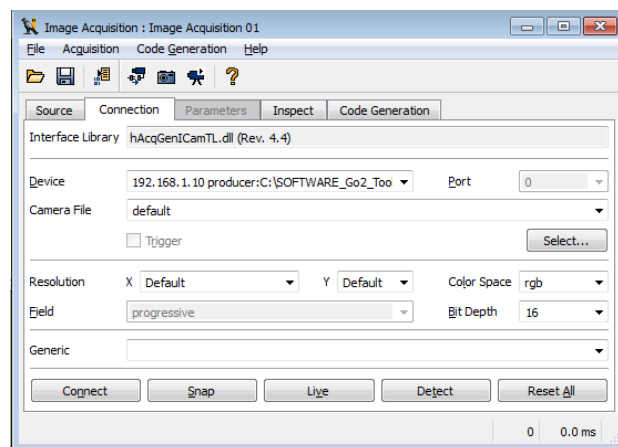 Image Acquisition : Image Acquisition 01
File Acquisition Code Generation Help
Source Connection Parameters Inspect Code Generation
Interface Library hAcqGenICamTL.dll (Rev. 4.4)
Device 192.168.1.10 producer:C:\SOFTWARE_Go2_Too Port 0
Camera File default
Trigger Select...
Resolution X Default Y Default Color Space rgb
Field progressive Bit Depth 16
Generic
Connect Snap Live Detect Reset All
0 0.0 ms